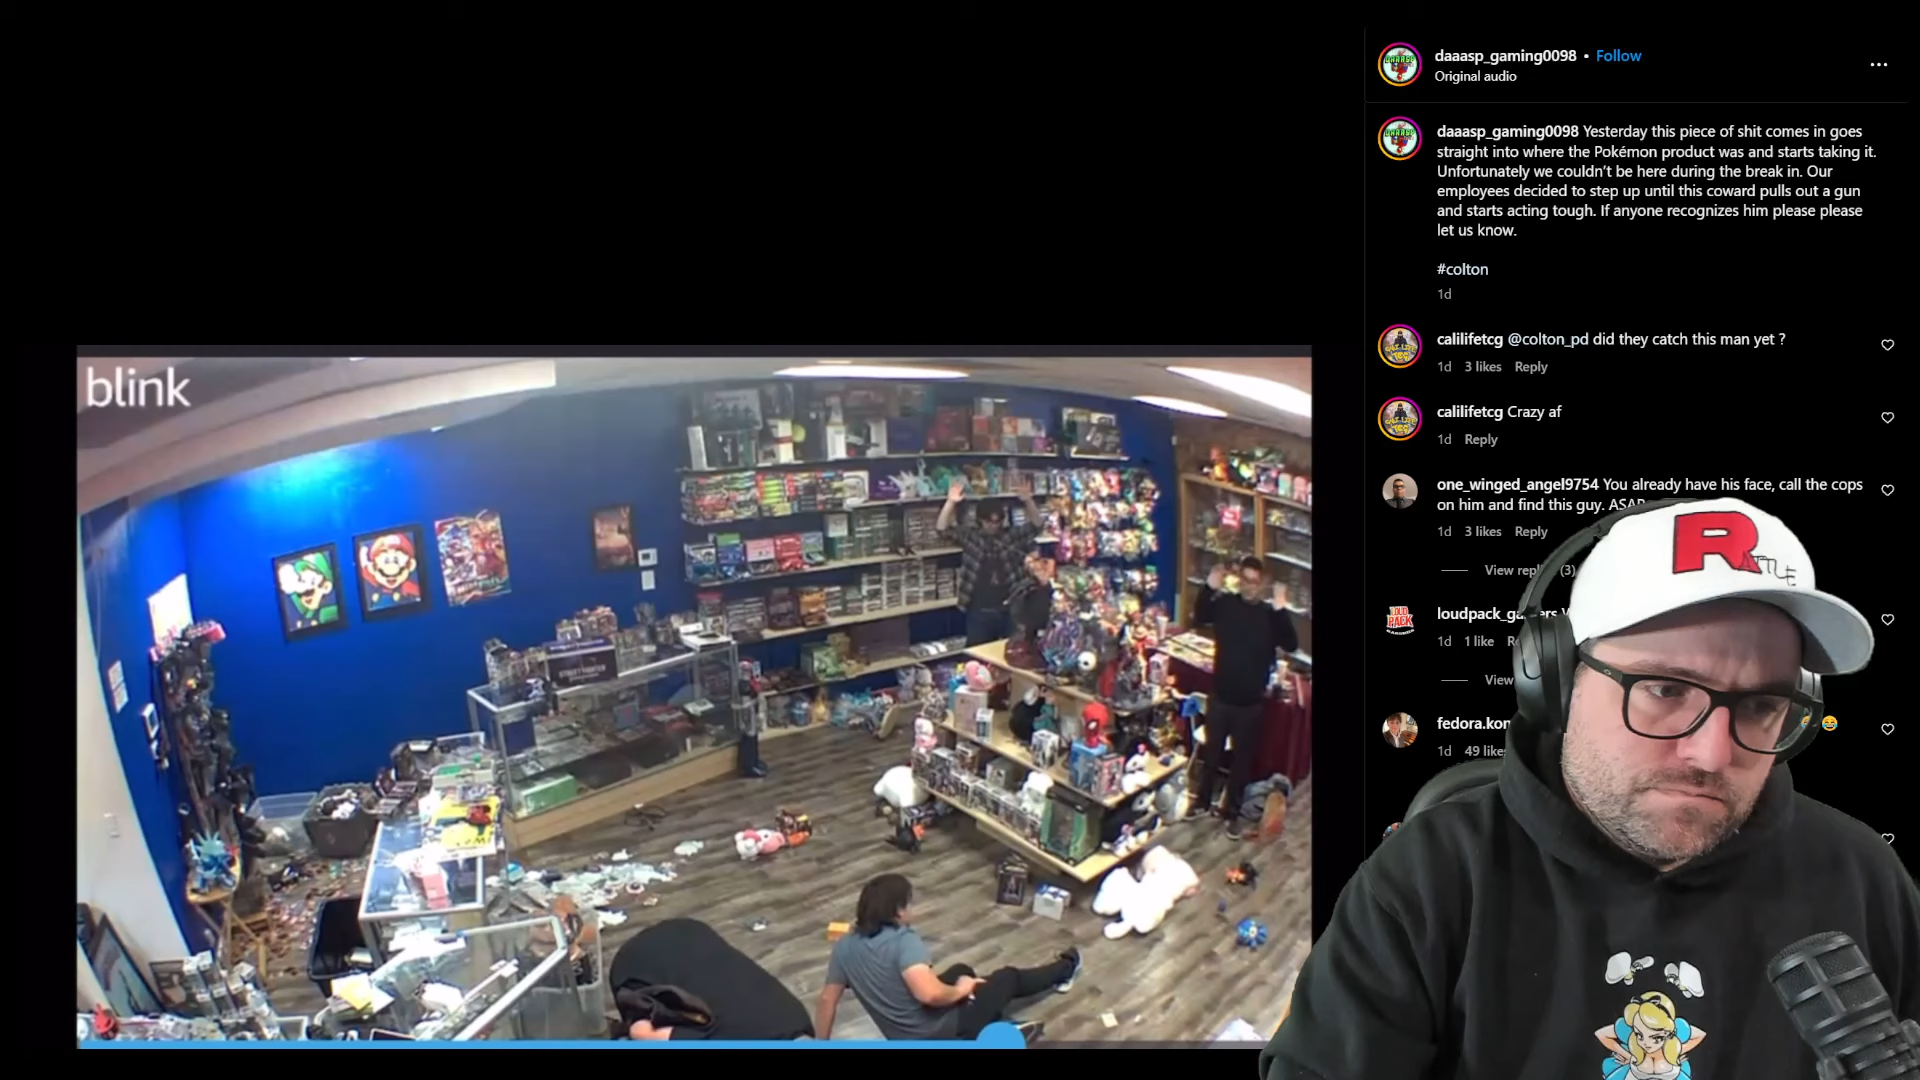 daaasp_gaming0098 • Follow
Original audio
daaasp_gaming0098 Yesterday this piece of shit comes in goes
straight into where the Pokémon product was and starts taking it.
Unfortunately we couldn't be here during the break in. Our
employees decided to step up until this coward pulls out a gun
and starts acting tough. If anyone recognizes him please please
let us know.
#colton
1d
calilifetcg @colton_pd did they catch this man yet ?
1d 3 likes Reply
calilifetcg Crazy af
1d Reply
one_winged_angel9754 You already have his face, call the cops
on him and find this guy. ASAP
1d 3 likes Reply
View (3)
1d 1 like
View
1d 49 likes
blink
R